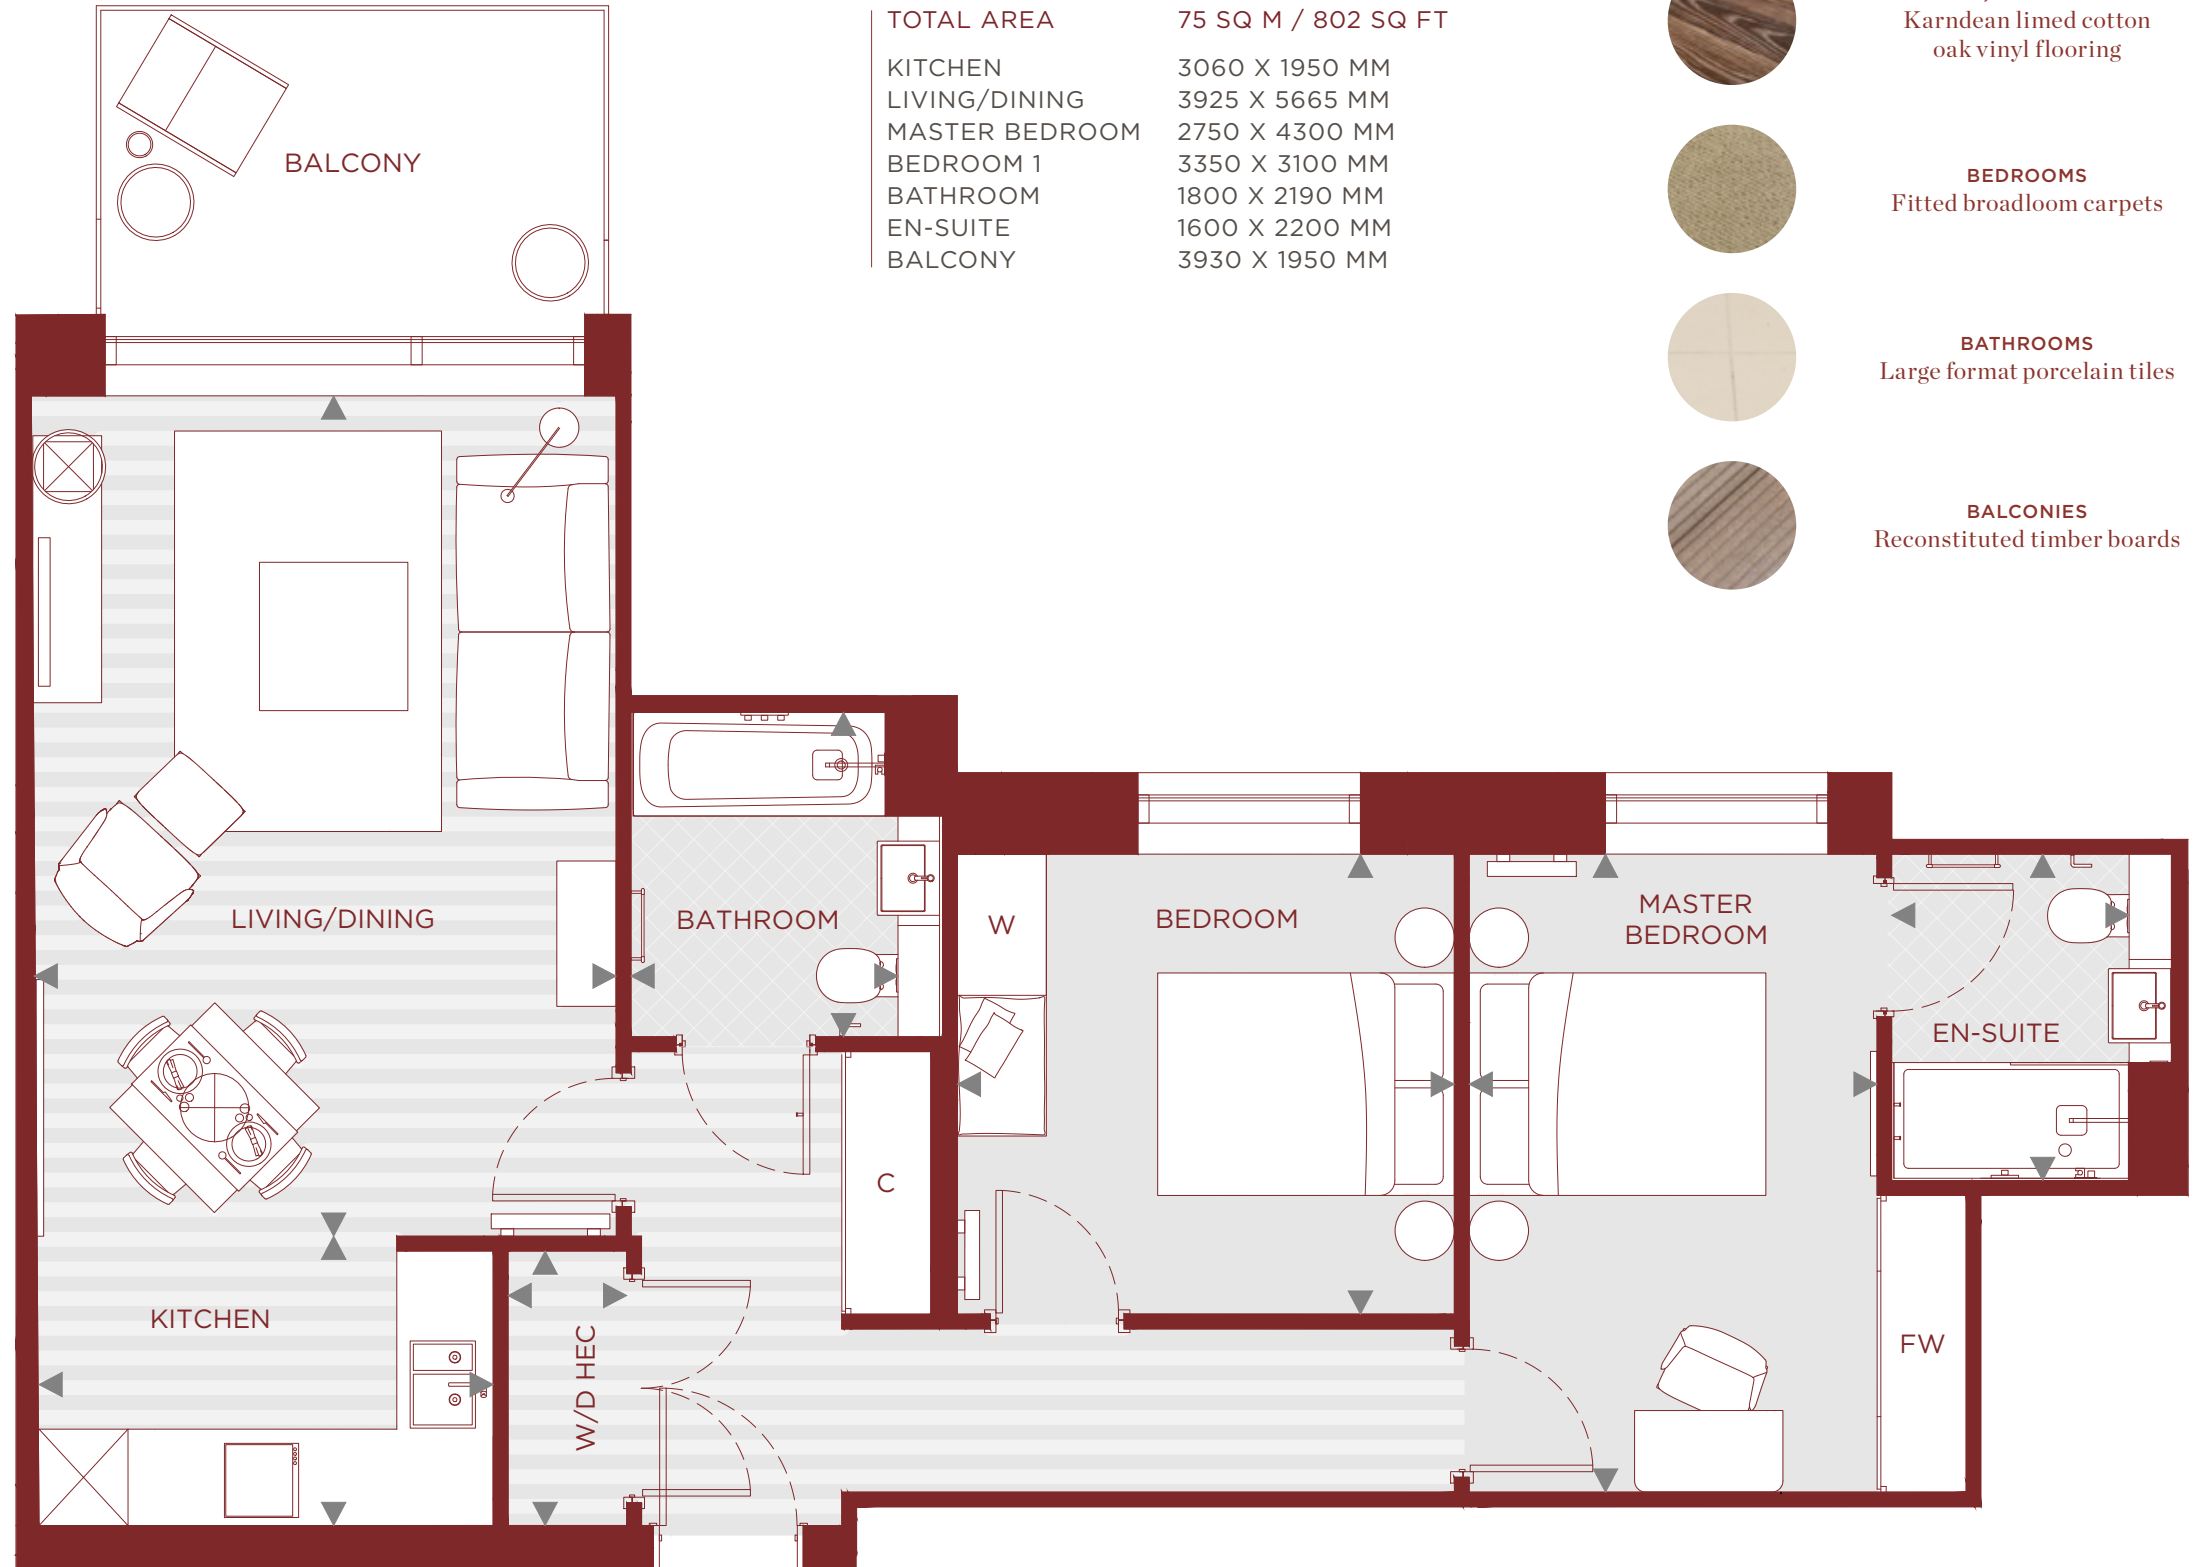 TOTAL AREA 75 SQ M / 802 SQ FT
KITCHEN 3060 X 1950 MM
LIVING/DINING 3925 X 5665 MM
MASTER BEDROOM 2750 X 4300 MM
BEDROOM 1 3350 X 3100 MM
BATHROOM 1800 X 2190 MM
EN-SUITE 1600 X 2200 MM
BALCONY 3930 X 1950 MM
Karndean limed cotton
oak vinyl flooring
BEDROOMS
Fitted broadloom carpets
BATHROOMS
Large format porcelain tiles
BALCONIES
Reconstituted timber boards
BALCONY
LIVING/DINING
BATHROOM
W
BEDROOM
MASTER
BEDROOM
EN-SUITE
C
KITCHEN
W/D HEC
FW